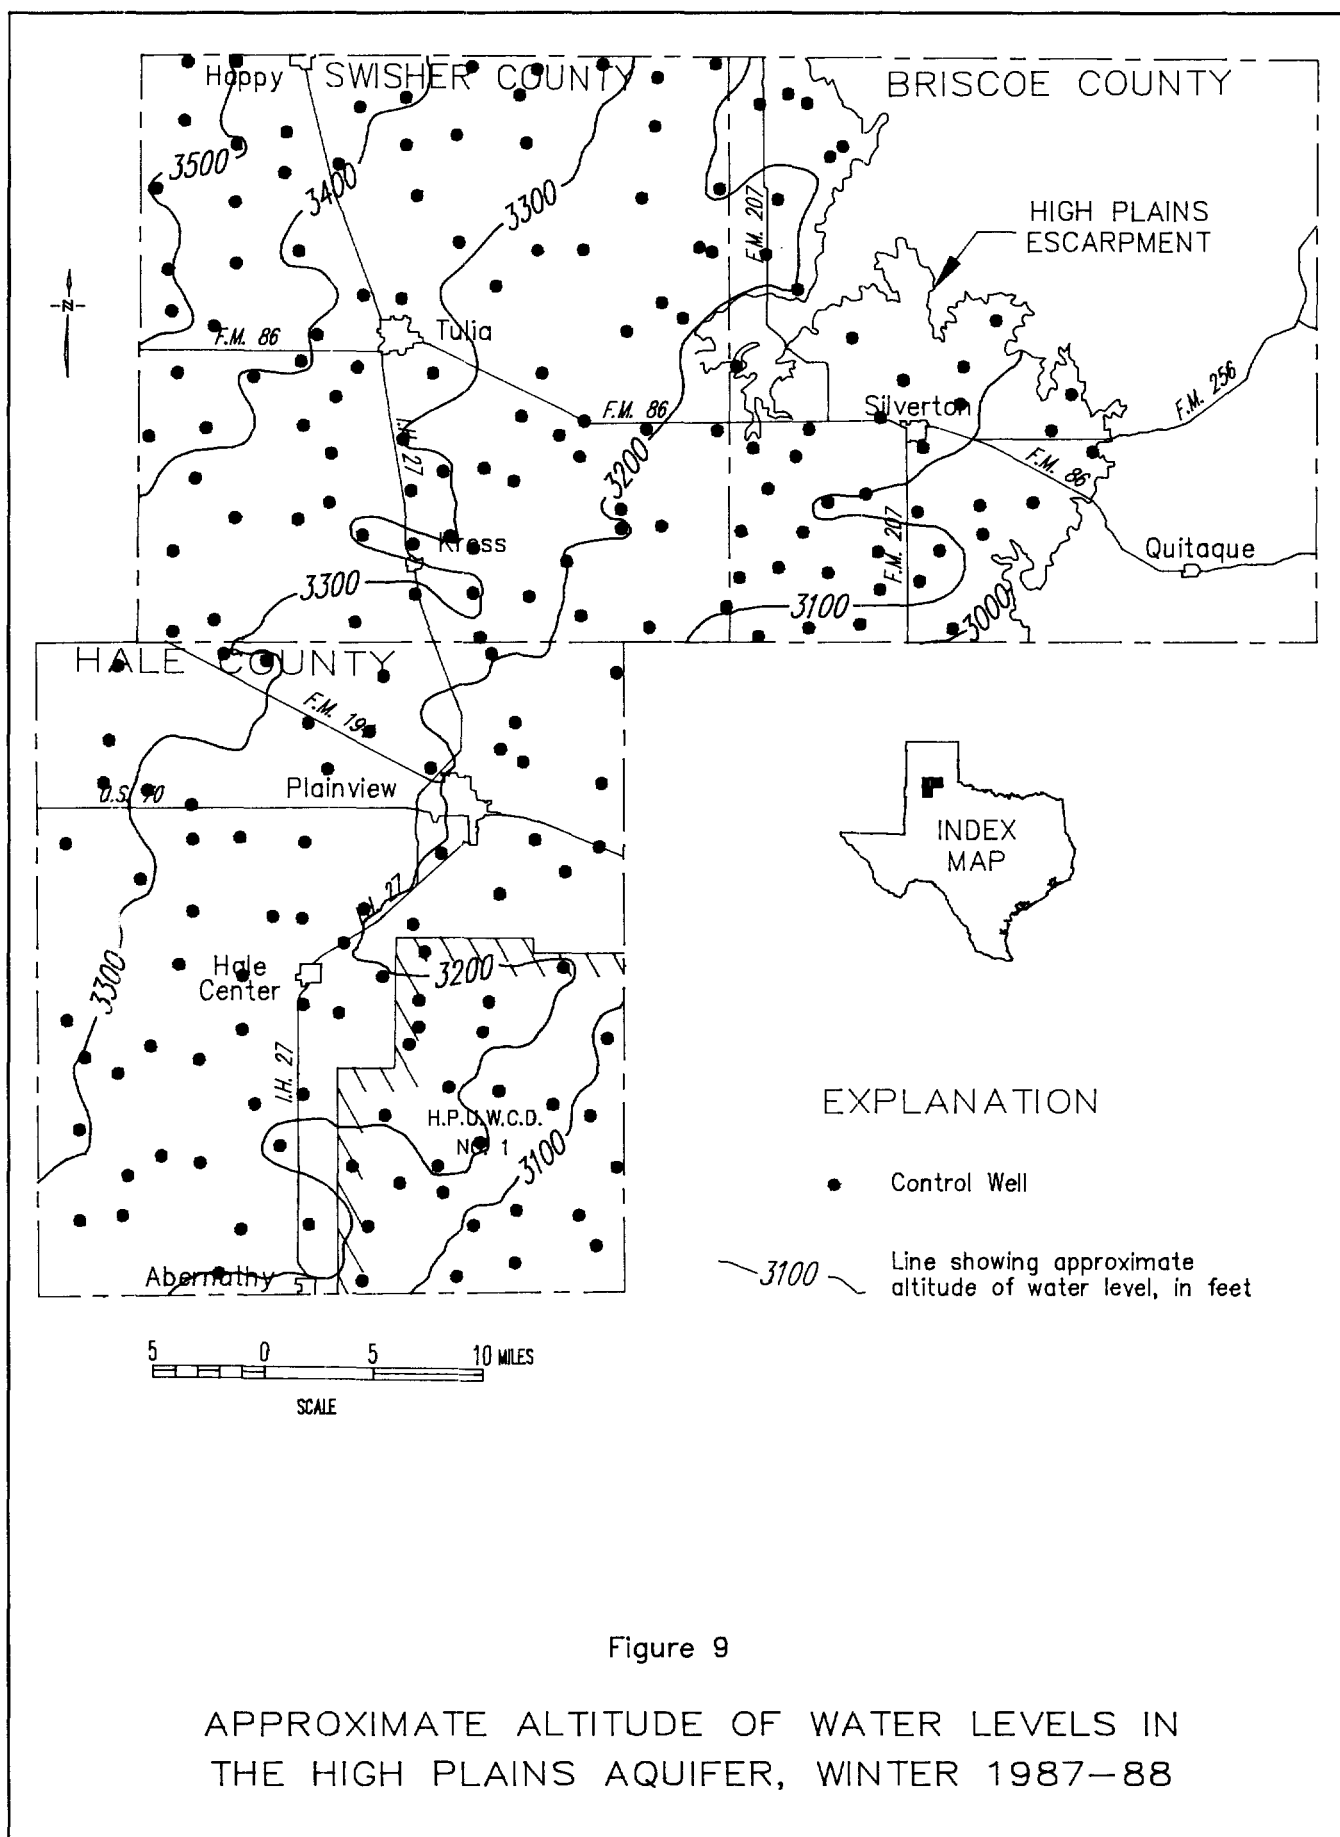 Happy
SWISHER COUNTY
BRISCOE COUNTY
3500
3400
3300
F.M. 207
HIGH PLAINS
ESCARPMENT
N
F.M. 86
Tulia
F.M. 86
Silverton
F.M. 256
I.H. 27
3200
F.M. 86
F.M. 207
Kress
Quitaque
3300
3100
3000
HALE COUNTY
F.M. 194
U.S. 70
Plainview
INDEX
MAP
I.H. 27
Hale
Center
3200
3300
I.H. 27
H.P.U.W.C.D.
NO. 1
3100
EXPLANATION
Control Well
Abernathy
3100
Line showing approximate
altitude of water level, in feet
5 0 5 10 MILES
SCALE
Figure 9
APPROXIMATE ALTITUDE OF WATER LEVELS IN
THE HIGH PLAINS AQUIFER, WINTER 1987-88